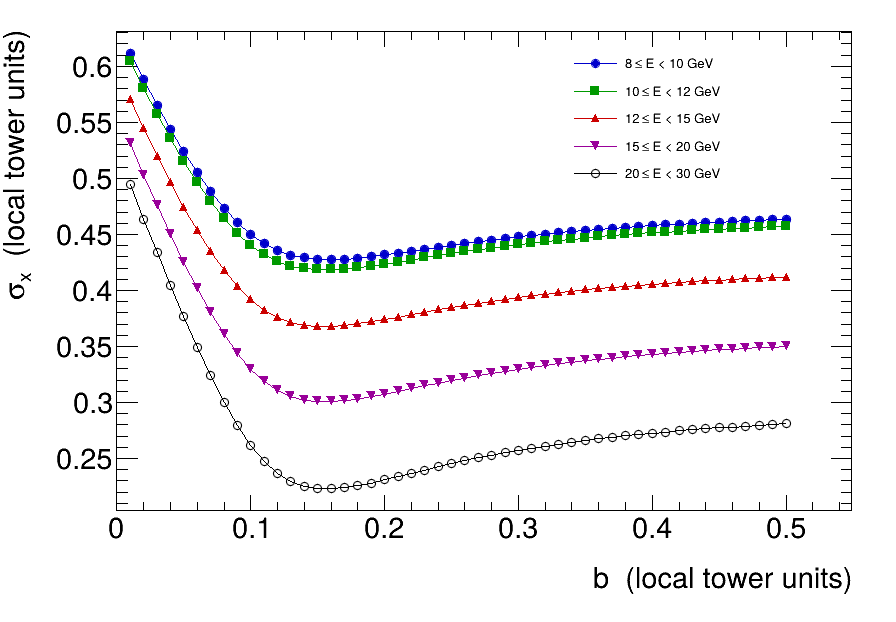 σx (local tower units)
0.6
0.55
0.5
0.45
0.4
0.35
0.3
0.25
8 ≤ E < 10 GeV
10 ≤ E < 12 GeV
12 ≤ E < 15 GeV
15 ≤ E < 20 GeV
20 ≤ E < 30 GeV
0 0.1 0.2 0.3 0.4 0.5
b (local tower units)